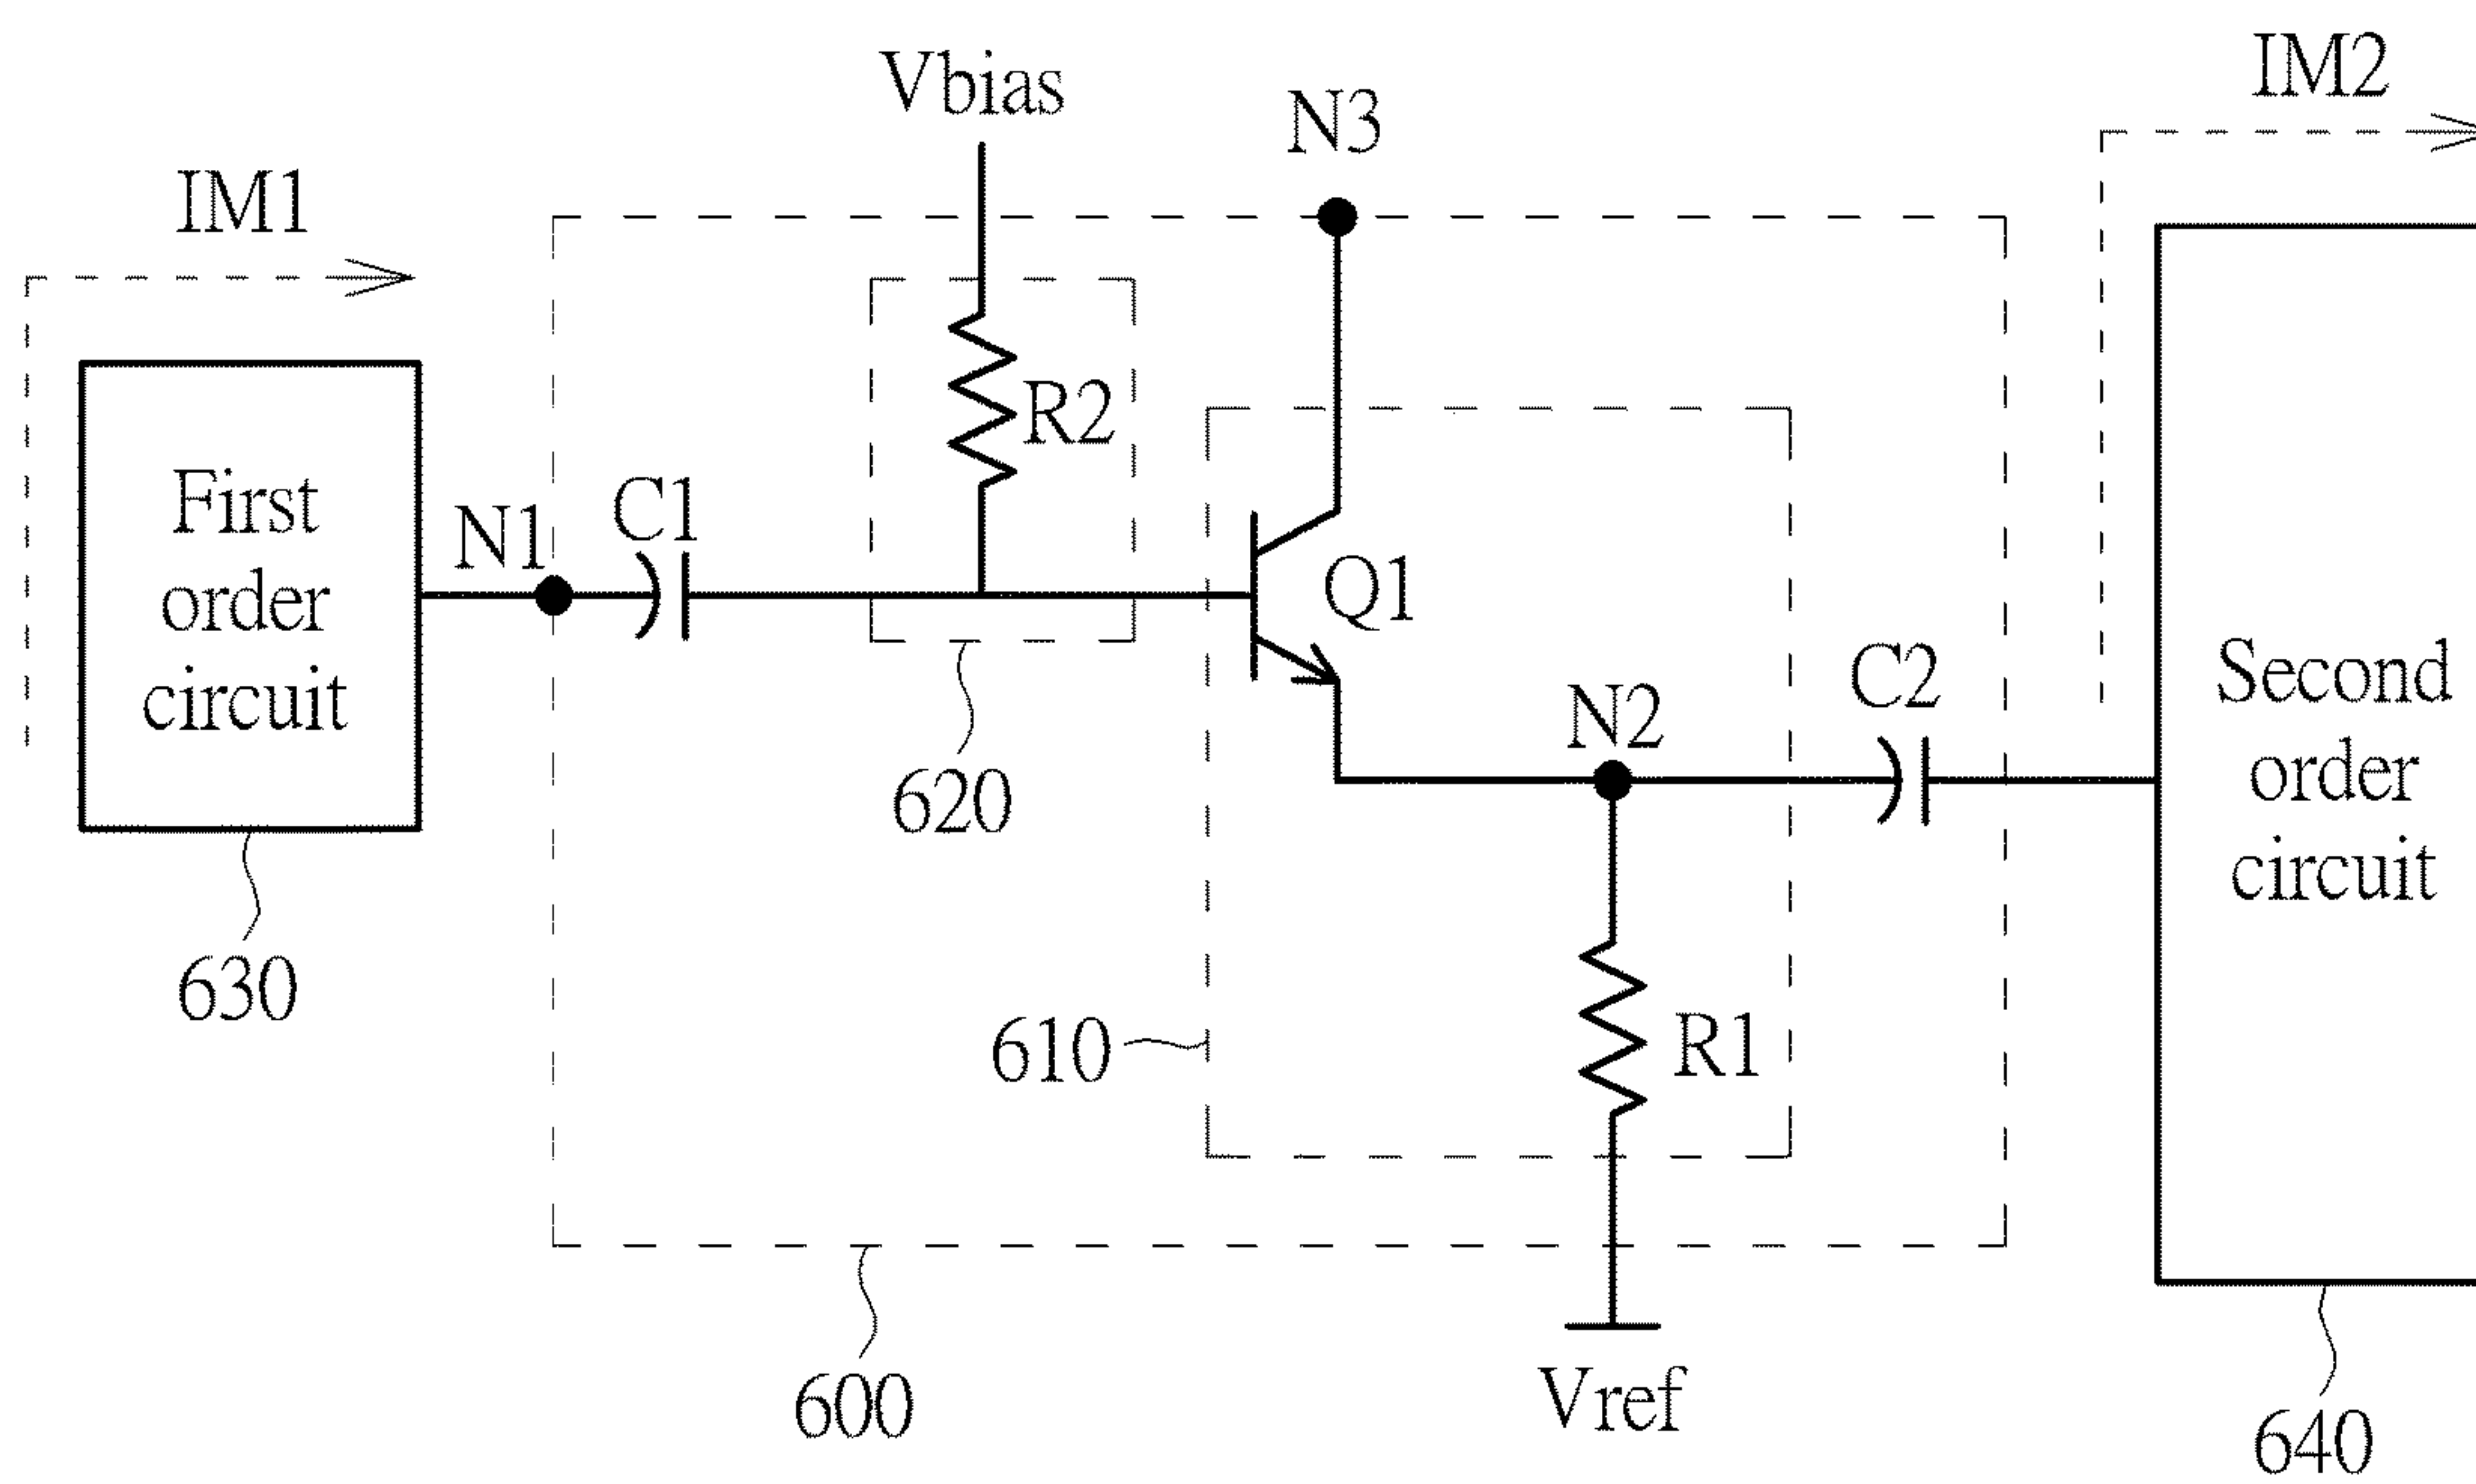 IM2
Vbias
N3
IM1
R2
C1
N1
First
order
circuit
Q1
C2
N2
Second
order
circuit
620
630
610
R1
600
Vref
640